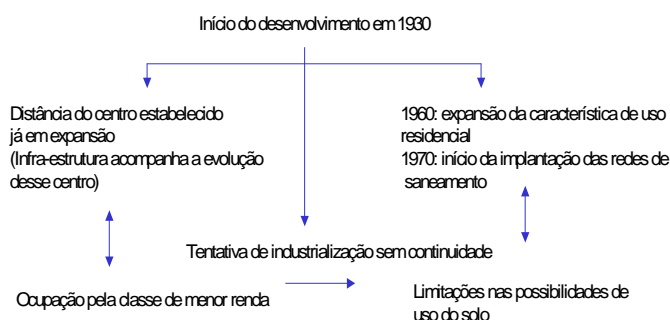 Início do desenvolvimento em 1930
Distância do centro estabelecido
já em expansão
(Infra-estrutura acompanha a evolução
desse centro)
1960: expansão da característica de uso
residencial
1970: início da implantação das redes de
saneamento
Tentativa de industrialização sem continuidade
Ocupação pela classe de menor renda
Limitações nas possibilidades de
uso do solo